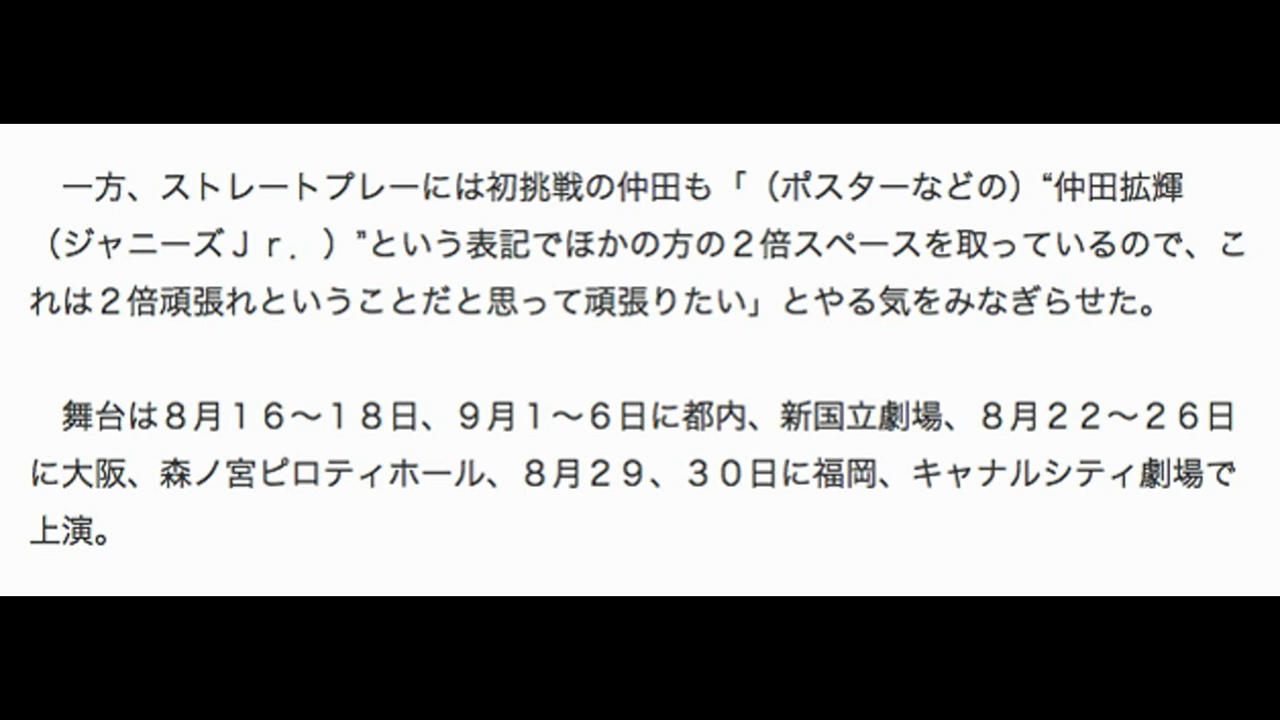 一方、ストレートプレーには初挑戦の仲田も「（ポスターなどの）“仲田拡輝
（ジャニーズＪｒ．）”という表記でほかの方の２倍スペースを取っているので、こ
れは２倍頑張れということだと思って頑張りたい」とやる気をみなぎらせた。
舞台は８月１６〜１８日、９月１〜６日に都内、新国立劇場、８月２２〜２６日
に大阪、森ノ宮ピロティホール、８月２９、３０日に福岡、キャナルシティ劇場で
上演。